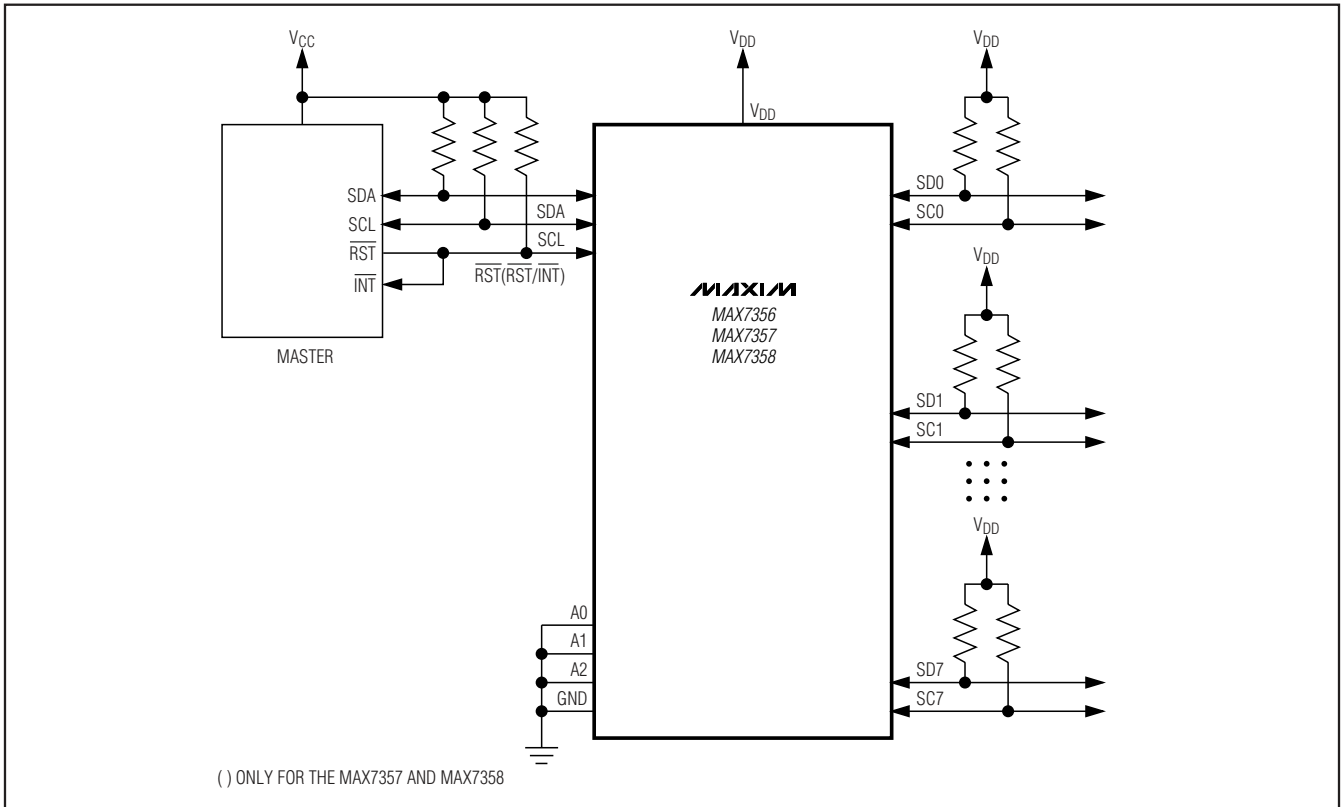 VCC
VDD
VDD
VDD
SDA
SCL
RST
INT
MASTER
SDA
SCL
RST(RST/INT)
MAXIM
MAX7356
MAX7357
MAX7358
SD0
SC0
VDD
SD1
SC1
VDD
SD7
SC7
A0
A1
A2
GND
( ) ONLY FOR THE MAX7357 AND MAX7358